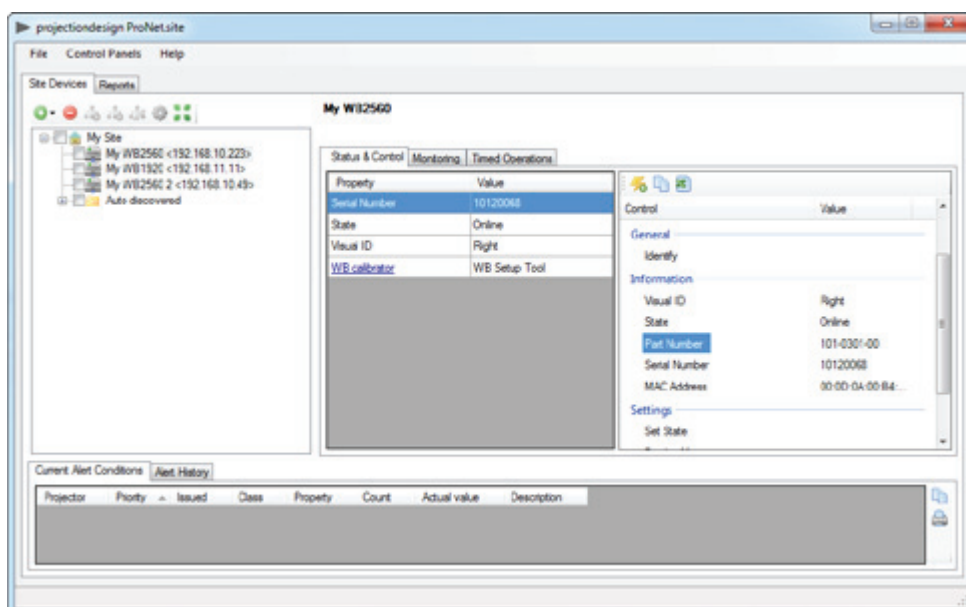 projectiondesign ProNet.site
File Control Panels Help
Site Devices Reports
My WB2560
My Site
My WB2560 <192.168.10.223>
My WB1920 <192.168.11.11>
My WB2560 2 <192.168.10.49>
Auto discovered
Status & Control Monitoring Timed Operations
Property Value
Serial Number 10120068
State Online
Visual ID Right
WB calibrator WB Setup Tool
Control Value
General
Identify
Information
Visual ID Right
State Online
Part Number 101-0301-00
Serial Number 10120068
MAC Address 00:0D:0A:00:B4:...
Settings
Set State
Current Alert Conditions Alert History
Projector Priority Issued Class Property Count Actual value Description